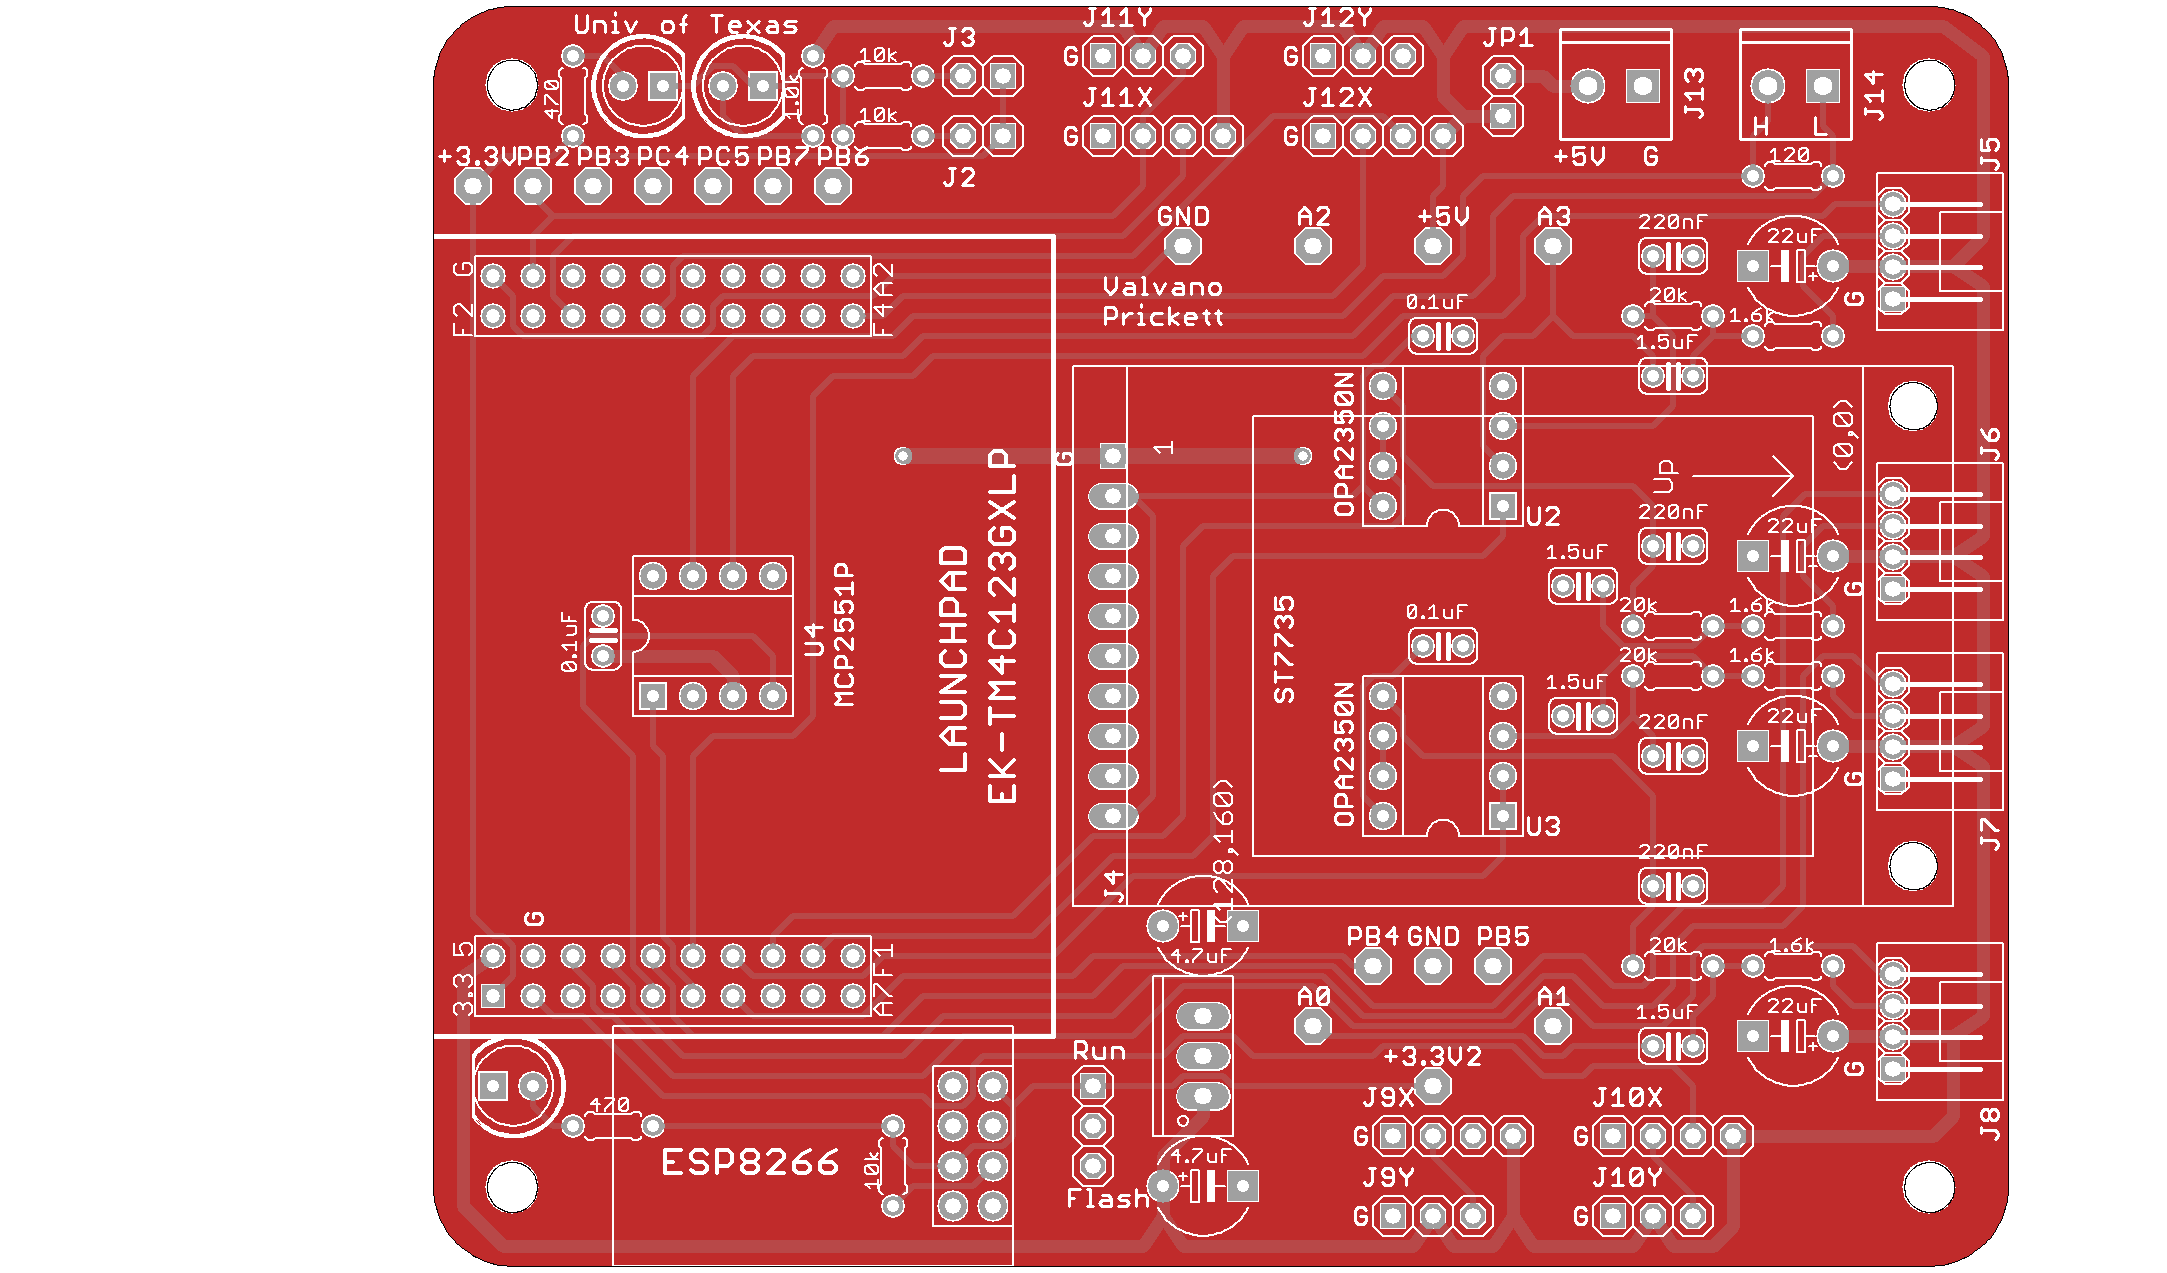 Univ of Texas
J3
J11Y
J12Y
JP1
10k
G
G
J13
J14
470
1.0k
J11X
J12X
10k
G
G
H
L
+3.3V
PB2
PB3
PC4
PC5
PB7
PB6
J2
+5V
G
120
J5
GND
A2
+5V
A3
220nF
22uF
G
A2
Valvano
Prickett
F2
F4
0.1uF
20k
1.6k
G
1.5uF
OPA2350N
(0,0)
1
G
Up
J6
U2
220nF
22uF
1.5uF
G
LAUNCHPAD
EK-TM4C123GXLP
0.1uF
U4
MCP2551P
ST7735
0.1uF
20k
1.6k
20k
1.6k
1.5uF
OPA2350N
220nF
22uF
G
U3
J7
(128,160)
220nF
J4
G
5
F1
3.3
A7
4.7uF
PB4
GND
PB5
20k
1.6k
A0
A1
1.5uF
22uF
G
Run
+3.3V2
J9X
J10X
G
G
470
ESP8266
10k
4.7uF
J9Y
J10Y
G
G
Flash
J8